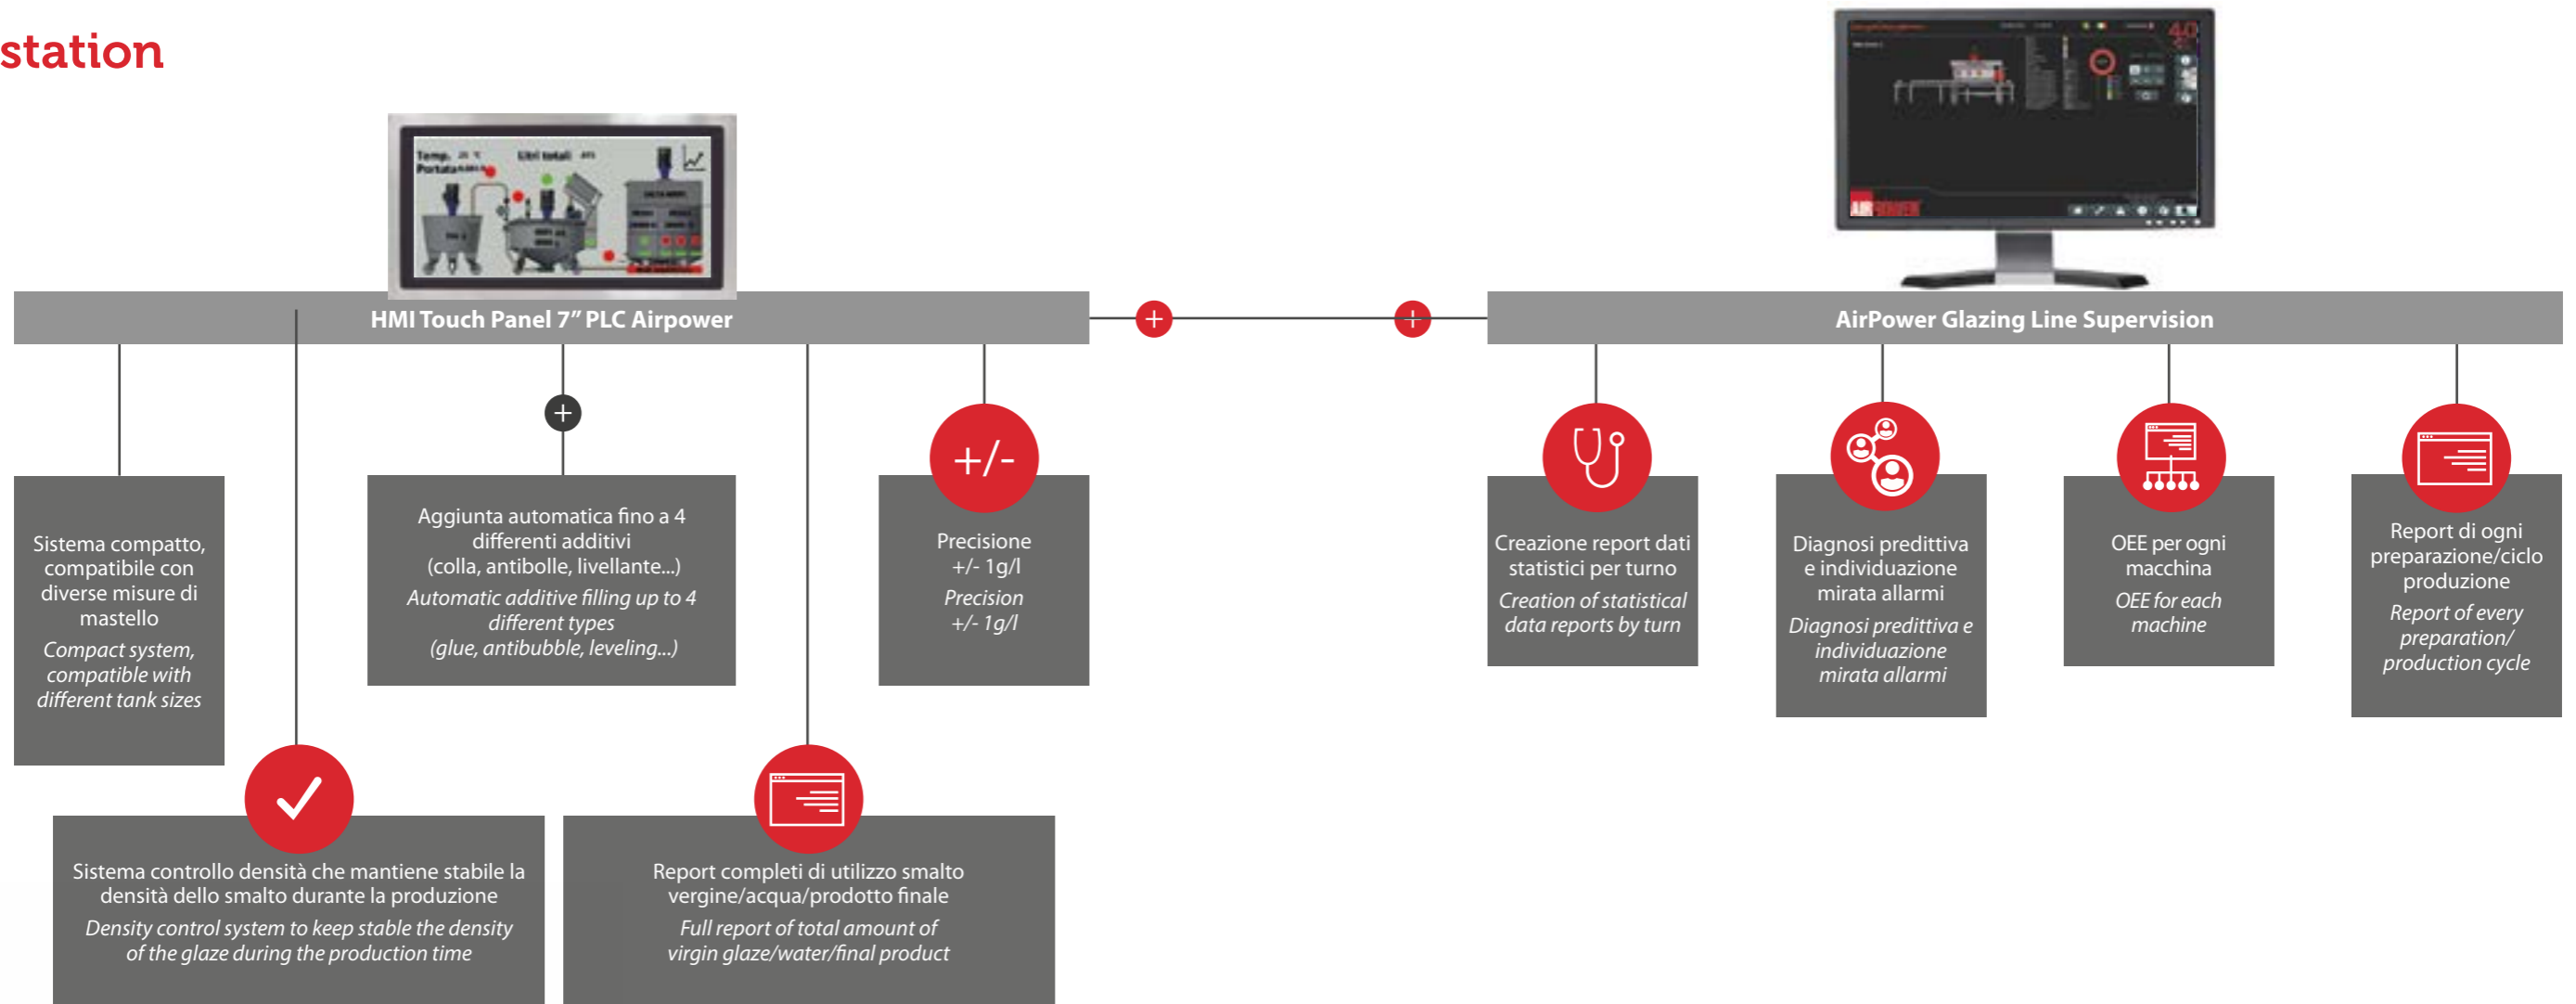 station
Temp.
°C
Litri totali
Portata
AIRPOWER
4.0
HMI Touch Panel 7” PLC Airpower
AirPower Glazing Line Supervision
+/-
Sistema compatto,
compatibile con
diverse misure di
mastello
Compact system,
compatible with
different tank sizes
Aggiunta automatica fino a 4
differenti additivi
(colla, antibolle, livellante...)
Automatic additive filling up to 4
different types
(glue, antibubble, leveling...)
Precisione
+/- 1g/l
Precision
+/- 1g/l
Creazione report dati
statistici per turno
Creation of statistical
data reports by turn
Diagnosi predittiva
e individuazione
mirata allarmi
Diagnosi predittiva e
individuazione
mirata allarmi
OEE per ogni
macchina
OEE for each
machine
Report di ogni
preparazione/ciclo
produzione
Report of every
preparation/
production cycle
Sistema controllo densità che mantiene stabile la
densità dello smalto durante la produzione
Density control system to keep stable the density
of the glaze during the production time
Report completi di utilizzo smalto
vergine/acqua/prodotto finale
Full report of total amount of
virgin glaze/water/final product